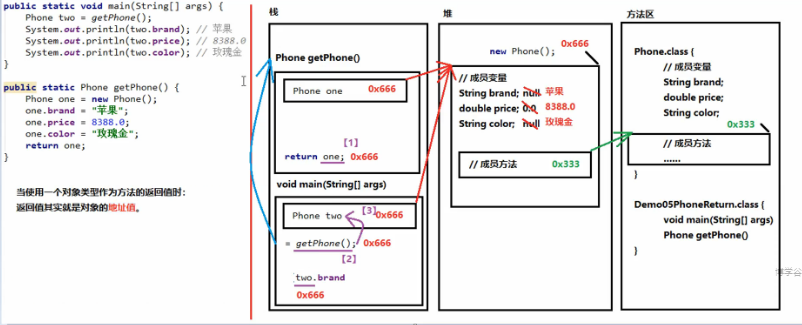 public static void main(String[] args) {
Phone two = getPhone();
System.out.println(two.brand); // 苹果
System.out.println(two.price); // 8388.0
System.out.println(two.color); // 玫瑰金
}
public static Phone getPhone() {
Phone one = new Phone();
one.brand = "苹果";
one.price = 8388.0;
one.color = "玫瑰金";
return one;
}
当使用一个对象类型作为方法的返回值时:
返回值其实就是对象的地址值。
栈
Phone getPhone()
Phone one 0x666
[1]
return one; 0x666
void main(String[] args)
Phone two [3] 0x666
= getPhone(); 0x666
[2]
two.brand
0x666
堆
new Phone(); 0x666
// 成员变量
String brand; null 苹果
double price; 0.0 8388.0
String color; null 玫瑰金
// 成员方法 0x333
方法区
Phone.class {
// 成员变量
String brand;
double price;
String color;
0x333
// 成员方法
......
}
Demo05PhoneReturn.class {
void main(String[] args)
Phone getPhone()
}
博学谷